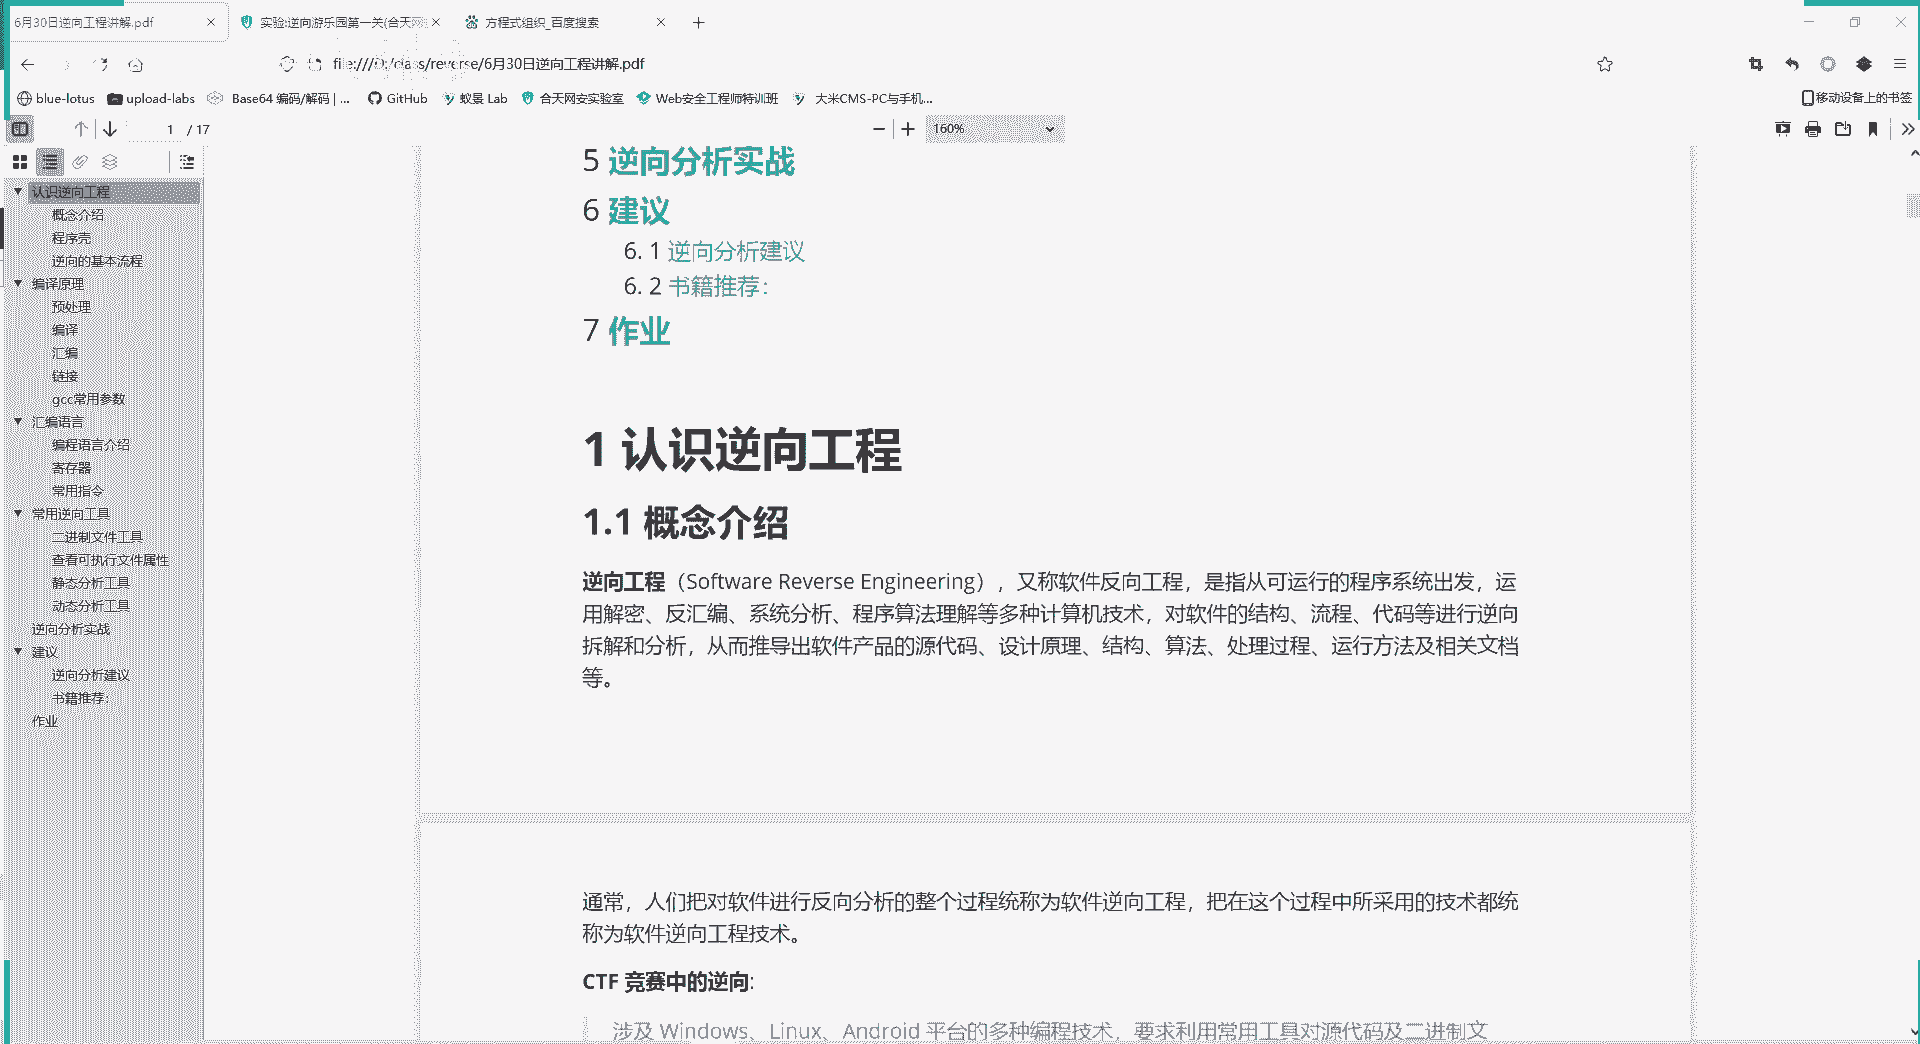 6月30日逆向工程讲解.pdf
实验:逆向游乐园第一关(合天网
方程式组织_百度搜索
file:///D:/class/reverse/6月30日逆向工程讲解.pdf
blue-lotus
upload-labs
Base64 编码/解码 | ...
GitHub
蚁景 Lab
合天网安实验室
Web安全工程师特训班
大米CMS-PC与手机...
移动设备上的书签
1 / 17
160%
认识逆向工程
概念介绍
程序壳
逆向的基本流程
编译原理
预处理
编译
汇编
链接
gcc常用参数
汇编语言
编程语言介绍
寄存器
常用指令
常用逆向工具
二进制文件工具
查看可执行文件属性
静态分析工具
动态分析工具
逆向分析实战
建议
逆向分析建议
书籍推荐：
作业
5 逆向分析实战
6 建议
6. 1 逆向分析建议
6. 2 书籍推荐：
7 作业
1 认识逆向工程
1.1 概念介绍
逆向工程（Software Reverse Engineering），又称软件反向工程，是指从可运行的程序系统出发，运
用解密、反汇编、系统分析、程序算法理解等多种计算机技术，对软件的结构、流程、代码等进行逆向
拆解和分析，从而推导出软件产品的源代码、设计原理、结构、算法、处理过程、运行方法及相关文档
等。
通常，人们把对软件进行反向分析的整个过程统称为软件逆向工程，把在这个过程中所采用的技术都统
称为软件逆向工程技术。
CTF 竞赛中的逆向:
涉及 Windows、Linux、Android 平台的多种编程技术，要求利用常用工具对源代码及二进制文